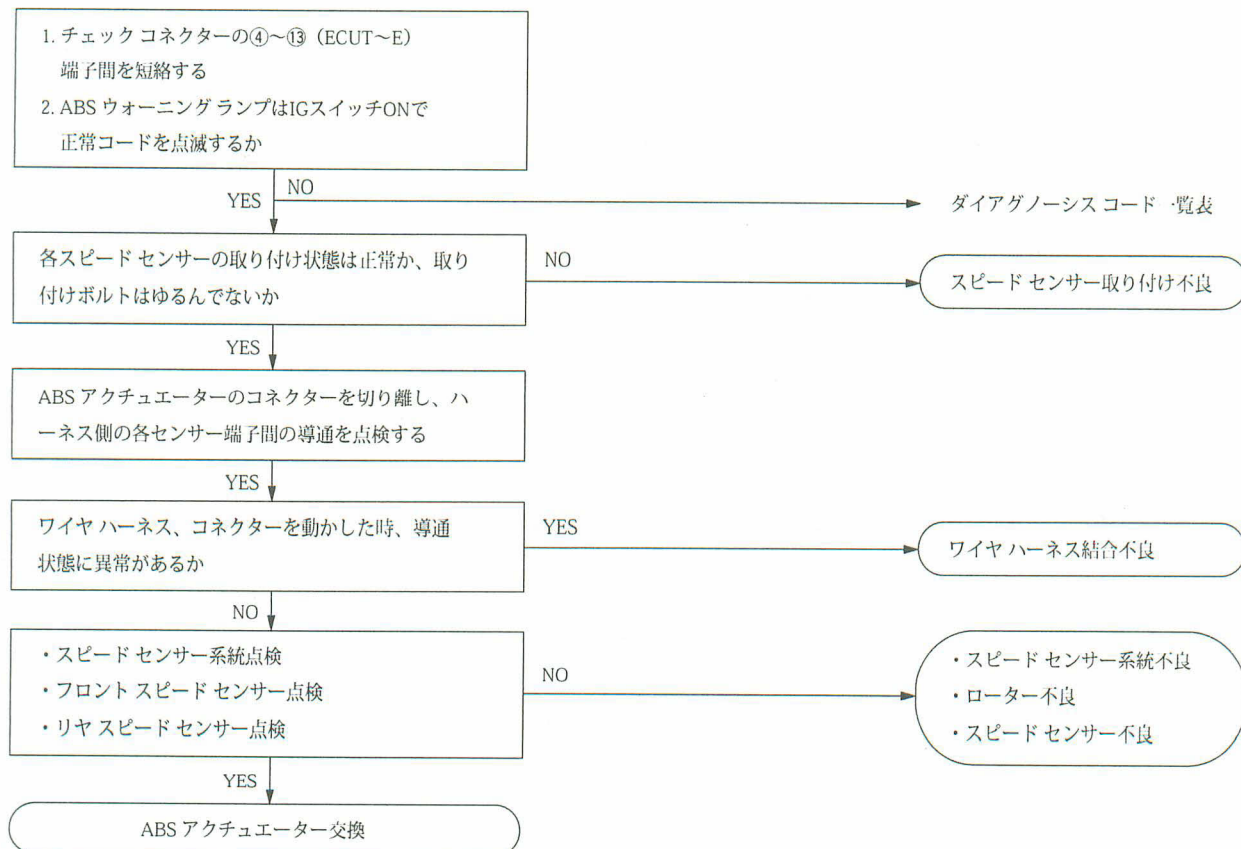 1. チェック コネクターの④～⑬（ECUT～E）
端子間を短絡する
2. ABS ウォーニング ランプはIGスイッチONで
正常コードを点滅するか
NO
YES
ダイアグノーシス コード 一覧表
各スピード センサーの取り付け状態は正常か、取り
付けボルトはゆるんでないか
NO
スピード センサー取り付け不良
YES
ABS アクチュエーターのコネクターを切り離し、ハ
ーネス側の各センサー端子間の導通を点検する
YES
ワイヤ ハーネス、コネクターを動かした時、導通
状態に異常があるか
YES
ワイヤ ハーネス結合不良
NO
・スピード センサー系統点検
・フロント スピード センサー点検
・リヤ スピード センサー点検
NO
・スピード センサー系統不良
・ローター不良
・スピード センサー不良
YES
ABS アクチュエーター交換